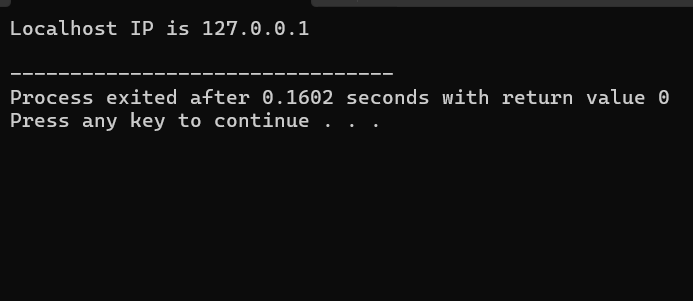 Localhost IP is 127.0.0.1
--------------------------------
Process exited after 0.1602 seconds with return value 0
Press any key to continue . . .